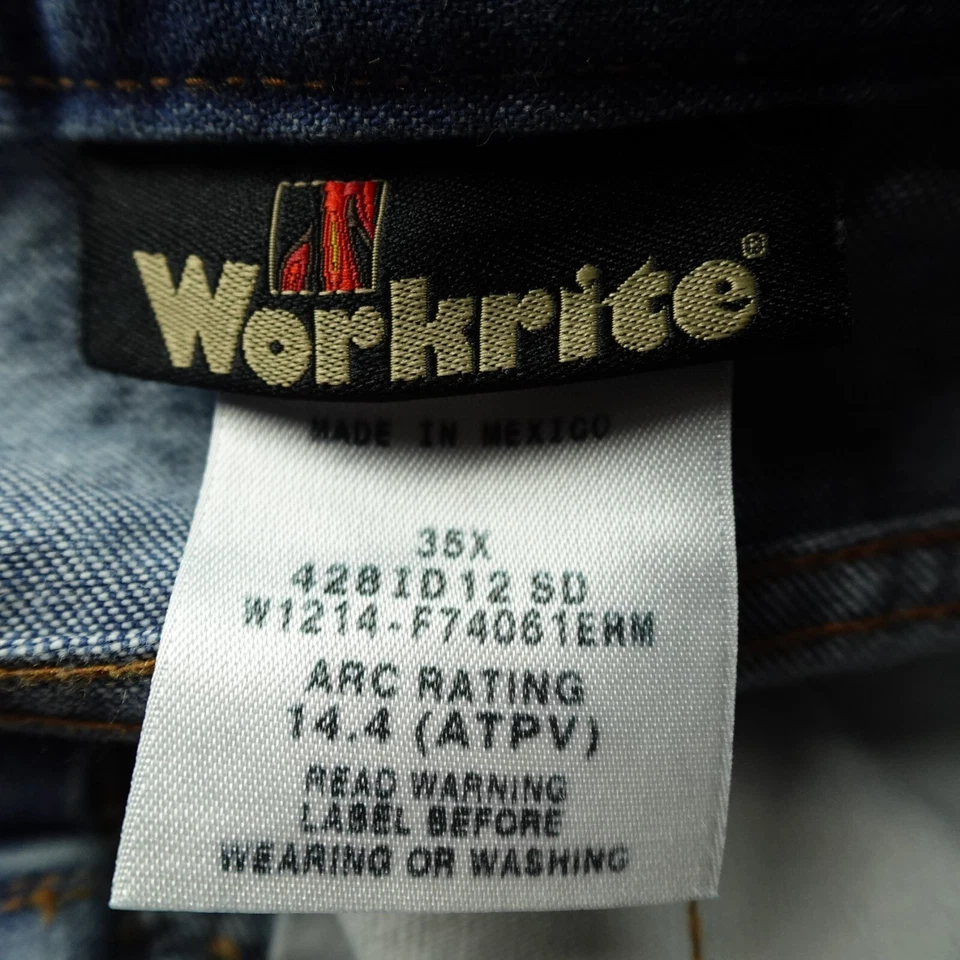 Workrite®
MADE IN MEXICO
35X
428ID12 SD
W1214-F74061ERM
ARC RATING
14.4 (ATPV)
READ WARNING
LABEL BEFORE
WEARING OR WASHING